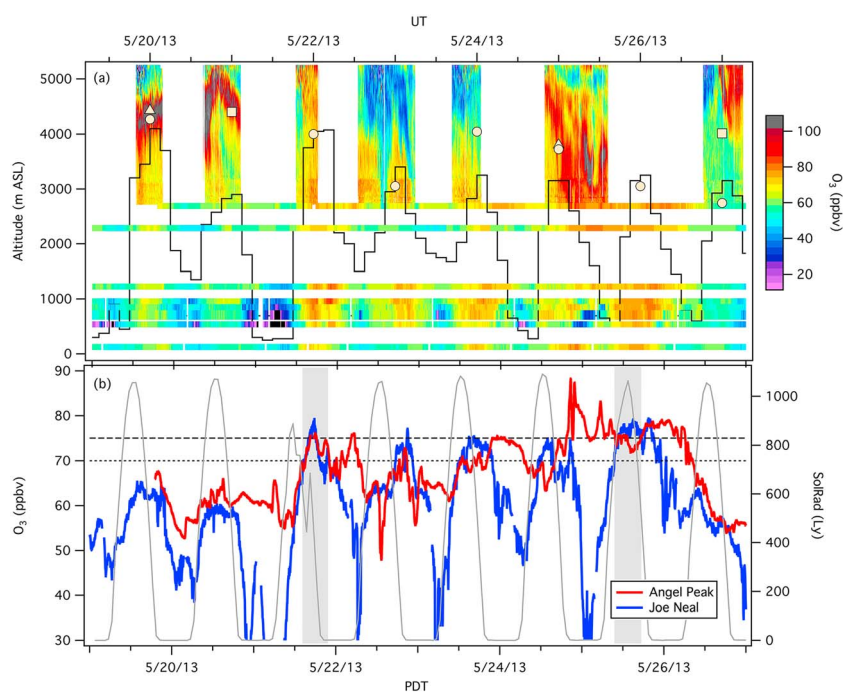 UT
5/20/13 5/22/13 5/24/13 5/26/13
(a)
Altitude (m ASL)
5000
4000
3000
2000
1000
0
O3 (ppbv)
100
80
60
40
20
(b)
O3 (ppbv)
90
80
70
60
50
40
30
SolRad (Ly)
1000
800
600
400
200
0
Angel Peak
Joe Neal
5/20/13 5/22/13 5/24/13 5/26/13
PDT